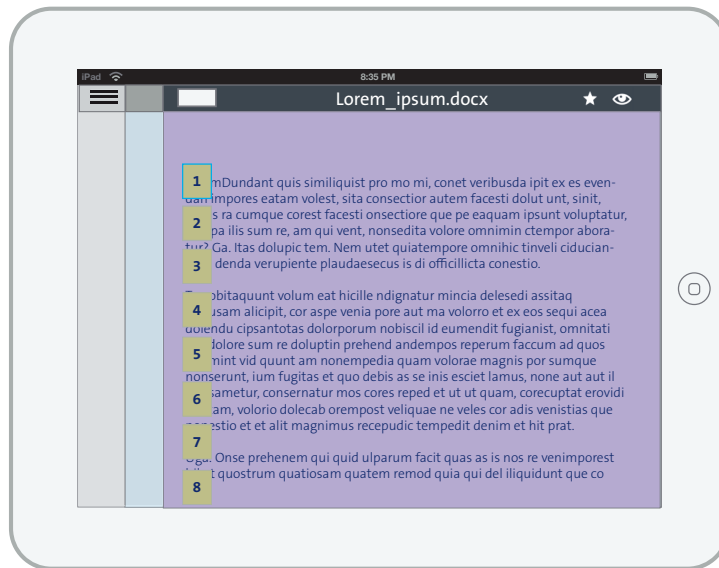 iPad 8:35 PM
Lorem_ipsum.docx
1 mDundant quis similiquist pro mo mi, conet veribusda ipit ex es even-
impores eatam volest, sita consectior autem facesti dolut unt, sinit,
2 ra cumque corest facesti onsectiore que pe eaquam ipsunt voluptatur,
pa ilis sum re, am qui vent, nonsedita volore omnimin ctempor abora-
tur? Ga. Itas dolupic tem. Nem utet quiatempore omnihic tinveli ciducian-
3 denda verupiente plaudaesecus is di officillicta conestio.
obitaquunt volum eat hicille ndignatur mincia delesedi assitaq
4 usam alicipit, cor aspe venia pore aut ma volorro et ex eos sequi acea
dolendu cipsantotas dolorporum nobiscil id eumendit fugianist, omnitati
dolore sum re doluptin prehend andempos reperum faccum ad quos
5 mint vid quunt am nonempedia quam volorae magnis por sumque
nonserunt, ium fugitas et quo debis as se inis esciet lamus, none aut aut il
sametur, consernatur mos cores reped et ut ut quam, corecuptat erovidi
6 am, volorio dolecab orempost veliquae ne veles cor adis venistias que
estio et et alit magnimus recepudic tempedit denim et hit prat.
7
Onse prehenem qui quid ulparum facit quas as is nos re venimporest
t quostrum quatiosam quatem remod quia qui del iliquidunt que co
8